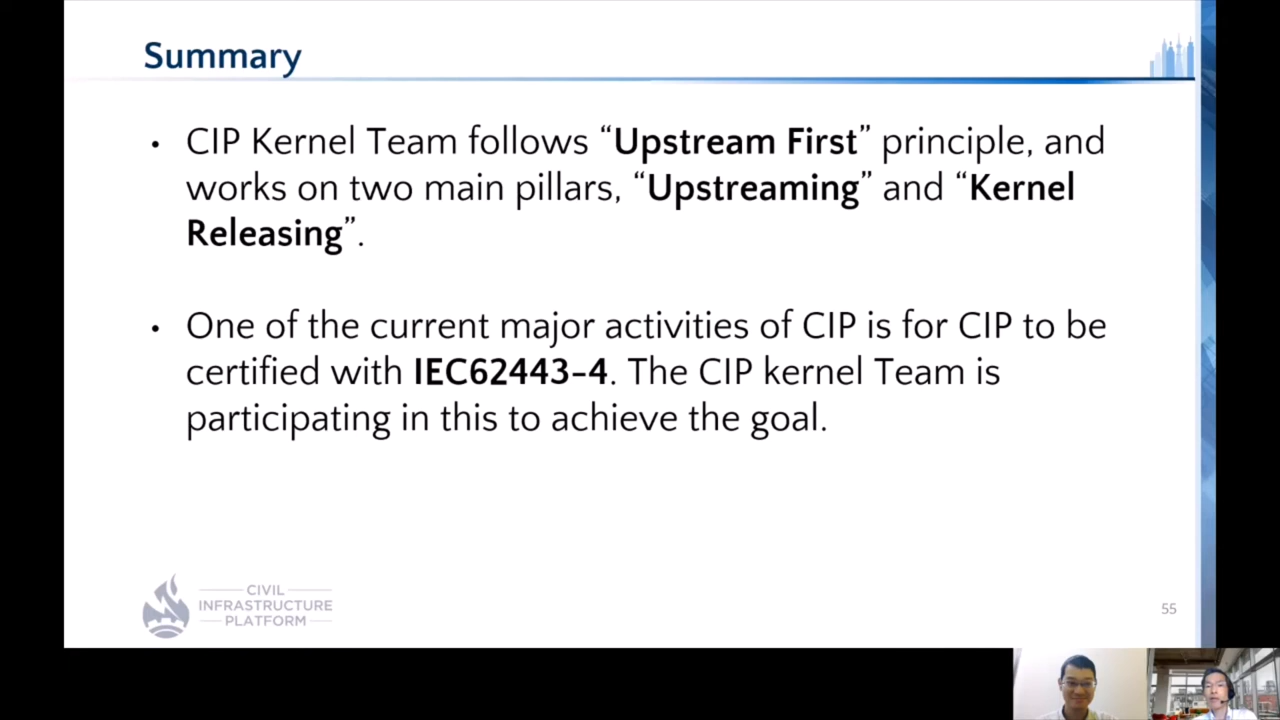 Summary
• CIP Kernel Team follows “Upstream First” principle, and
works on two main pillars, “Upstreaming” and “Kernel
Releasing”.
• One of the current major activities of CIP is for CIP to be
certified with IEC62443-4. The CIP kernel Team is
participating in this to achieve the goal.
CIVIL
INFRASTRUCTURE
PLATFORM
55